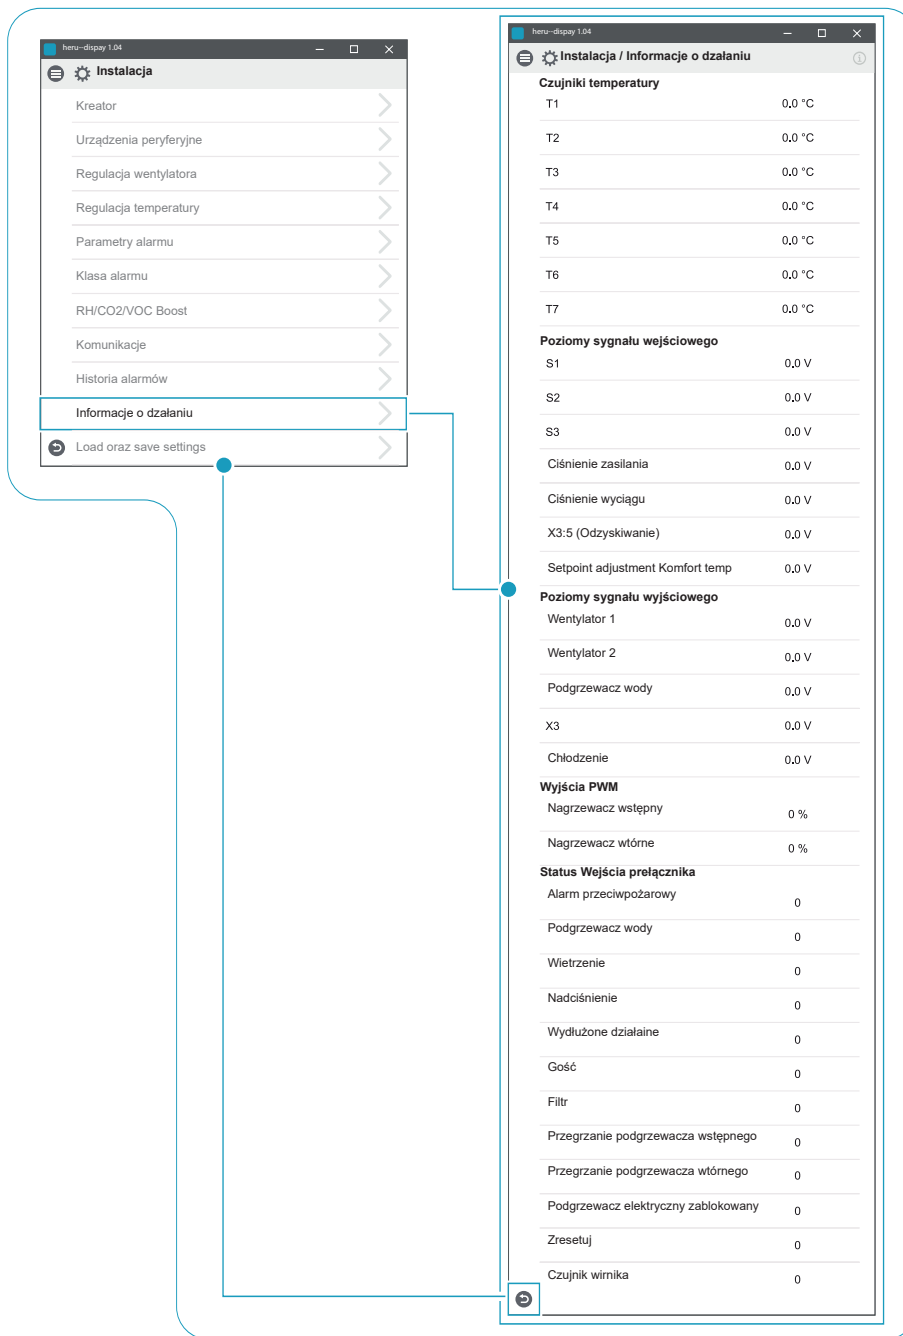 heru--dispay 1.04
Instalacja
Kreator
Urządzenia peryferyjne
Regulacja wentylatora
Regulacja temperatury
Parametry alarmu
Klasa alarmu
RH/CO2/VOC Boost
Komunikacje
Historia alarmów
Informacje o dzałaniu
Load oraz save settings
heru--dispay 1.04
Instalacja / Informacje o dzałaniu
Czujniki temperatury
T1 0.0 °C
T2 0.0 °C
T3 0.0 °C
T4 0.0 °C
T5 0.0 °C
T6 0.0 °C
T7 0.0 °C
Poziomy sygnału wejściowego
S1 0.0 V
S2 0.0 V
S3 0.0 V
Ciśnienie zasilania 0.0 V
Ciśnienie wyciągu 0.0 V
X3:5 (Odzyskiwanie) 0.0 V
Setpoint adjustment Komfort temp 0.0 V
Poziomy sygnału wyjściowego
Wentylator 1 0.0 V
Wentylator 2 0.0 V
Podgrzewacz wody 0.0 V
X3 0.0 V
Chłodzenie 0.0 V
Wyjścia PWM
Nagrzewacz wstępny 0 %
Nagrzewacz wtórne 0 %
Status Wejścia prełącznika
Alarm przeciwpożarowy 0
Podgrzewacz wody 0
Wietrzenie 0
Nadciśnienie 0
Wydłużone działaine 0
Gość 0
Filtr 0
Przegrzanie podgrzewacza wstępnego 0
Przegrzanie podgrzewacza wtórnego 0
Podgrzewacz elektryczny zablokowany 0
Zresetuj 0
Czujnik wirnika 0